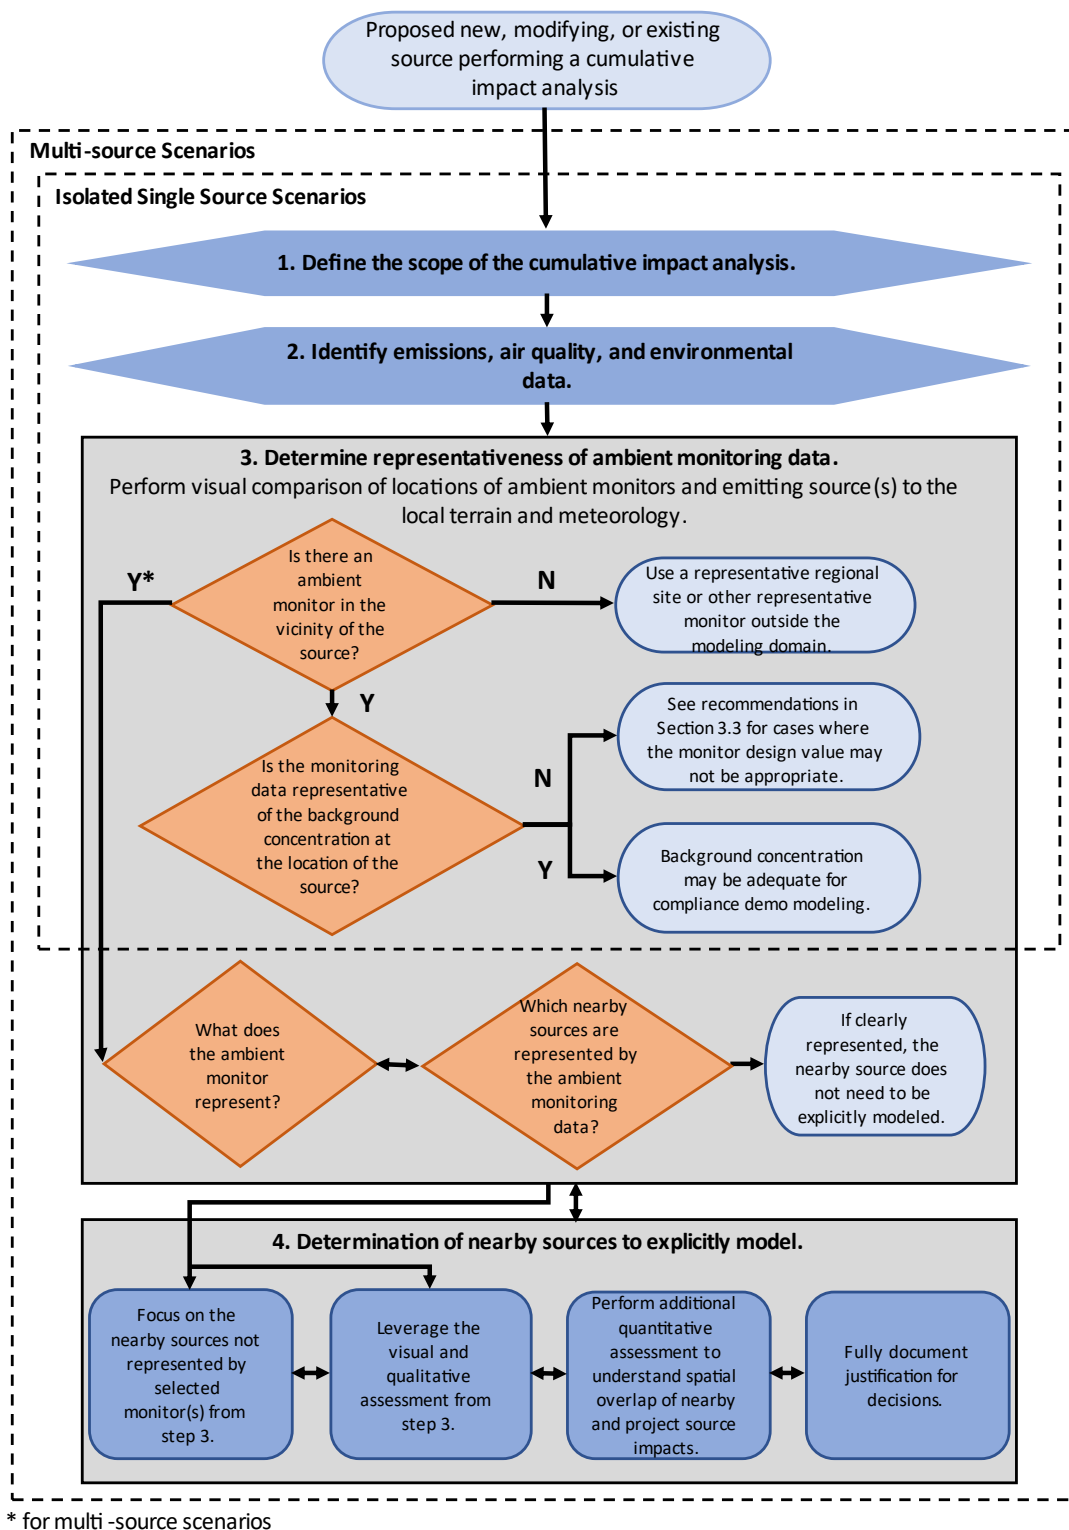 Proposed new, modifying, or existing
source performing a cumulative
impact analysis
Multi-source Scenarios
Isolated Single Source Scenarios
1. Define the scope of the cumulative impact analysis.
2. Identify emissions, air quality, and environmental
data.
3. Determine representativeness of ambient monitoring data.
Perform visual comparison of locations of ambient monitors and emitting source(s) to the
local terrain and meteorology.
Is there an
ambient
monitor in the
vicinity of the
source?
Y*
N
Use a representative regional
site or other representative
monitor outside the
modeling domain.
Y
See recommendations in
Section 3.3 for cases where
the monitor design value may
not be appropriate.
Is the monitoring
data representative
of the background
concentration at
the location of the
source?
N
Y
Background concentration
may be adequate for
compliance demo modeling.
What does
the ambient
monitor
represent?
Which nearby
sources are
represented by
the ambient
monitoring
data?
If clearly
represented, the
nearby source does
not need to be
explicitly modeled.
4. Determination of nearby sources to explicitly model.
Focus on the
nearby sources not
represented by
selected
monitor(s) from
step 3.
Leverage the
visual and
qualitative
assessment from
step 3.
Perform additional
quantitative
assessment to
understand spatial
overlap of nearby
and project source
impacts.
Fully document
justification for
decisions.
* for multi -source scenarios